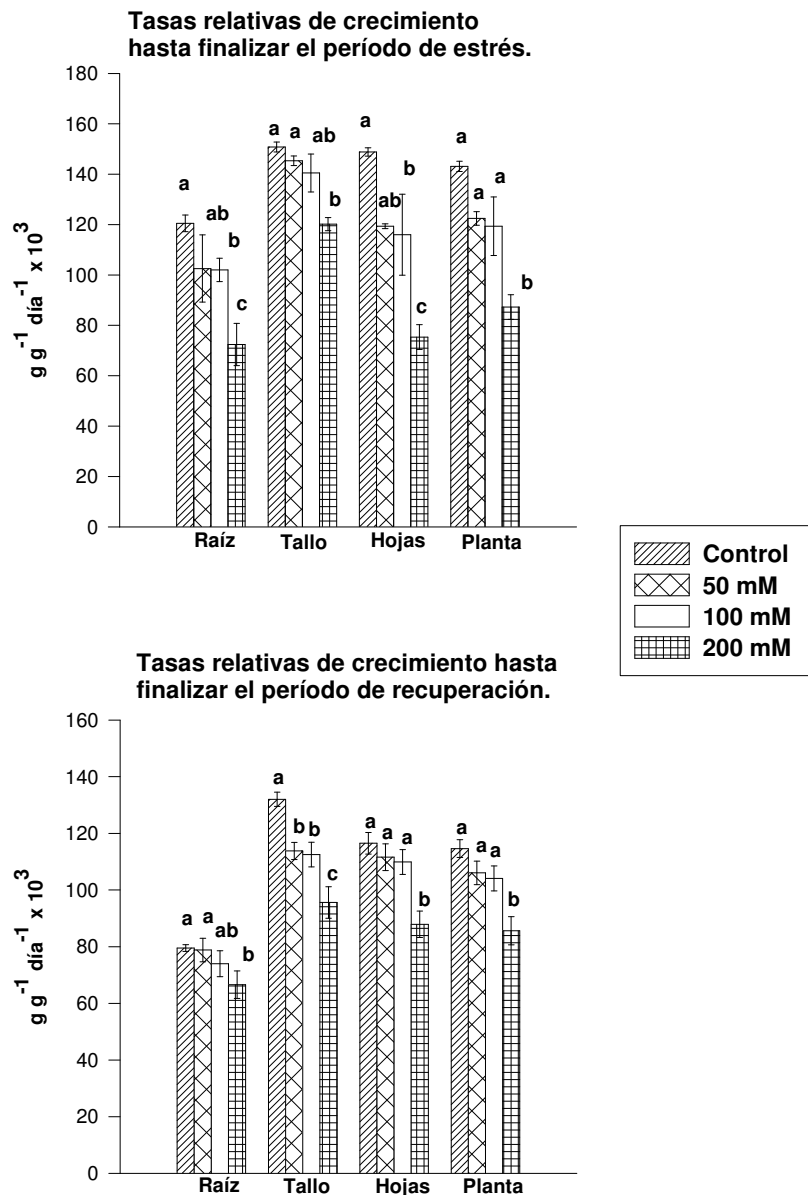 Tasas relativas de crecimiento
hasta finalizar el período de estrés.
180
160
140
120
100
80
60
40
20
0
g g⁻¹ día⁻¹ x 10³
a
ab
b
c
a
a
ab
b
a
ab
b
c
a
a
a
b
Raíz Tallo Hojas Planta
Control
50 mM
100 mM
200 mM
Tasas relativas de crecimiento hasta
finalizar el período de recuperación.
160
140
120
100
80
60
40
20
0
g g⁻¹ día⁻¹ x 10³
a
a
ab
b
a
b
b
c
a
a
a
b
a
a
a
b
Raíz Tallo Hojas Planta